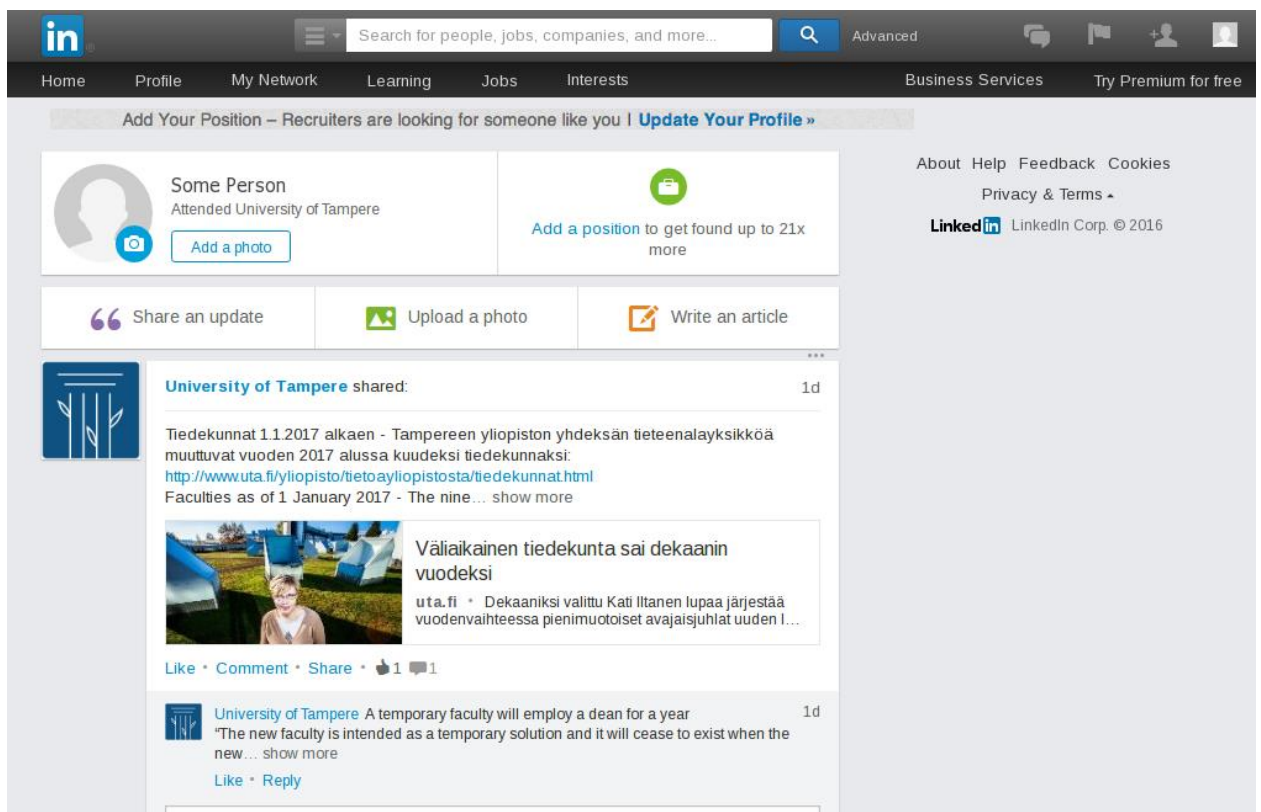 in
Search for people, jobs, companies, and more...
Advanced
Home Profile My Network Learning Jobs Interests Business Services Try Premium for free
Add Your Position – Recruiters are looking for someone like you I Update Your Profile »
Some Person
Attended University of Tampere
Add a photo
Add a position to get found up to 21x
more
About Help Feedback Cookies
Privacy & Terms
Linked in LinkedIn Corp. © 2016
Share an update
Upload a photo
Write an article
University of Tampere shared: 1d
Tiedekunnat 1.1.2017 alkaen - Tampereen yliopiston yhdeksän tieteenalayksikköä
muuttuvat vuoden 2017 alussa kuudeksi tiedekunnaksi:
http://www.uta.fi/yliopisto/tietoayliopistosta/tiedekunnat.html
Faculties as of 1 January 2017 - The nine… show more
Väliaikainen tiedekunta sai dekaanin
vuodeksi
uta.fi • Dekaaniksi valittu Kati Iltanen lupaa järjestää
vuodenvaihteessa pienimuotoiset avajaisjuhlat uuden l…
Like • Comment • Share • 1 1
University of Tampere A temporary faculty will employ a dean for a year 1d
"The new faculty is intended as a temporary solution and it will cease to exist when the
new… show more
Like • Reply